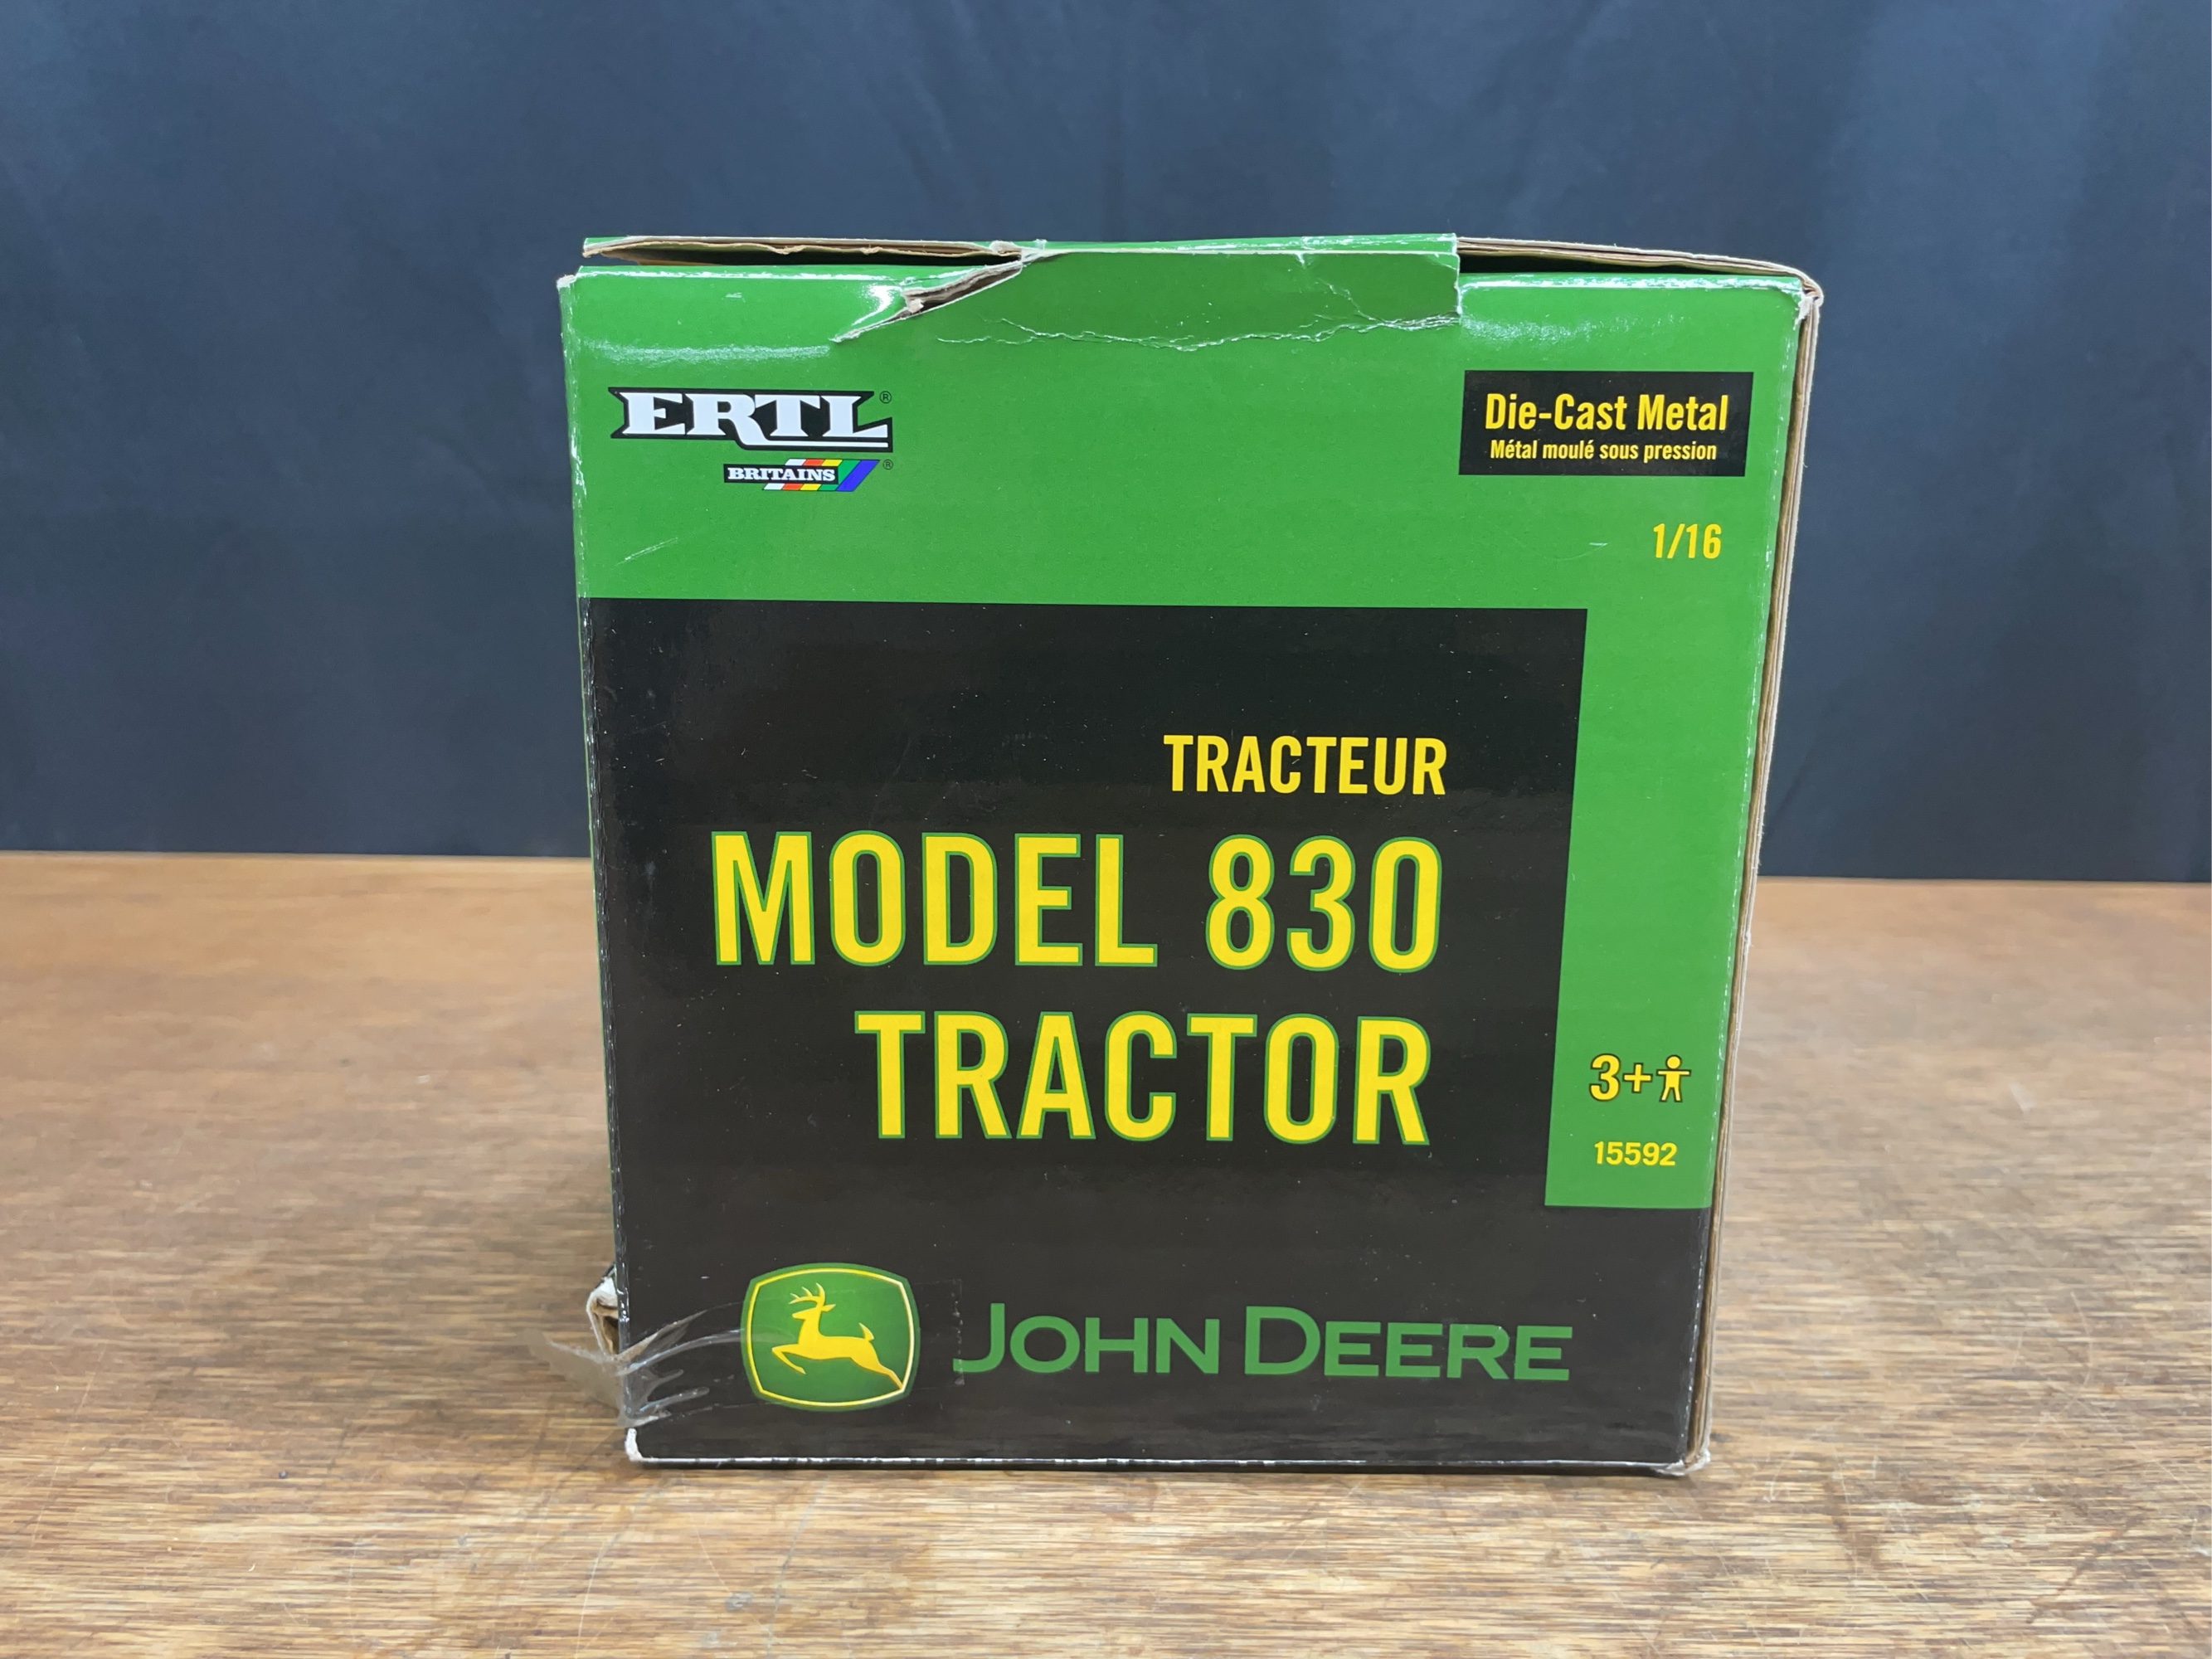 ERTL®
BRITAINS®
Die-Cast Metal
Métal moulé sous pression
1/16
TRACTEUR
MODEL 830
TRACTOR
3+
15592
JOHN DEERE